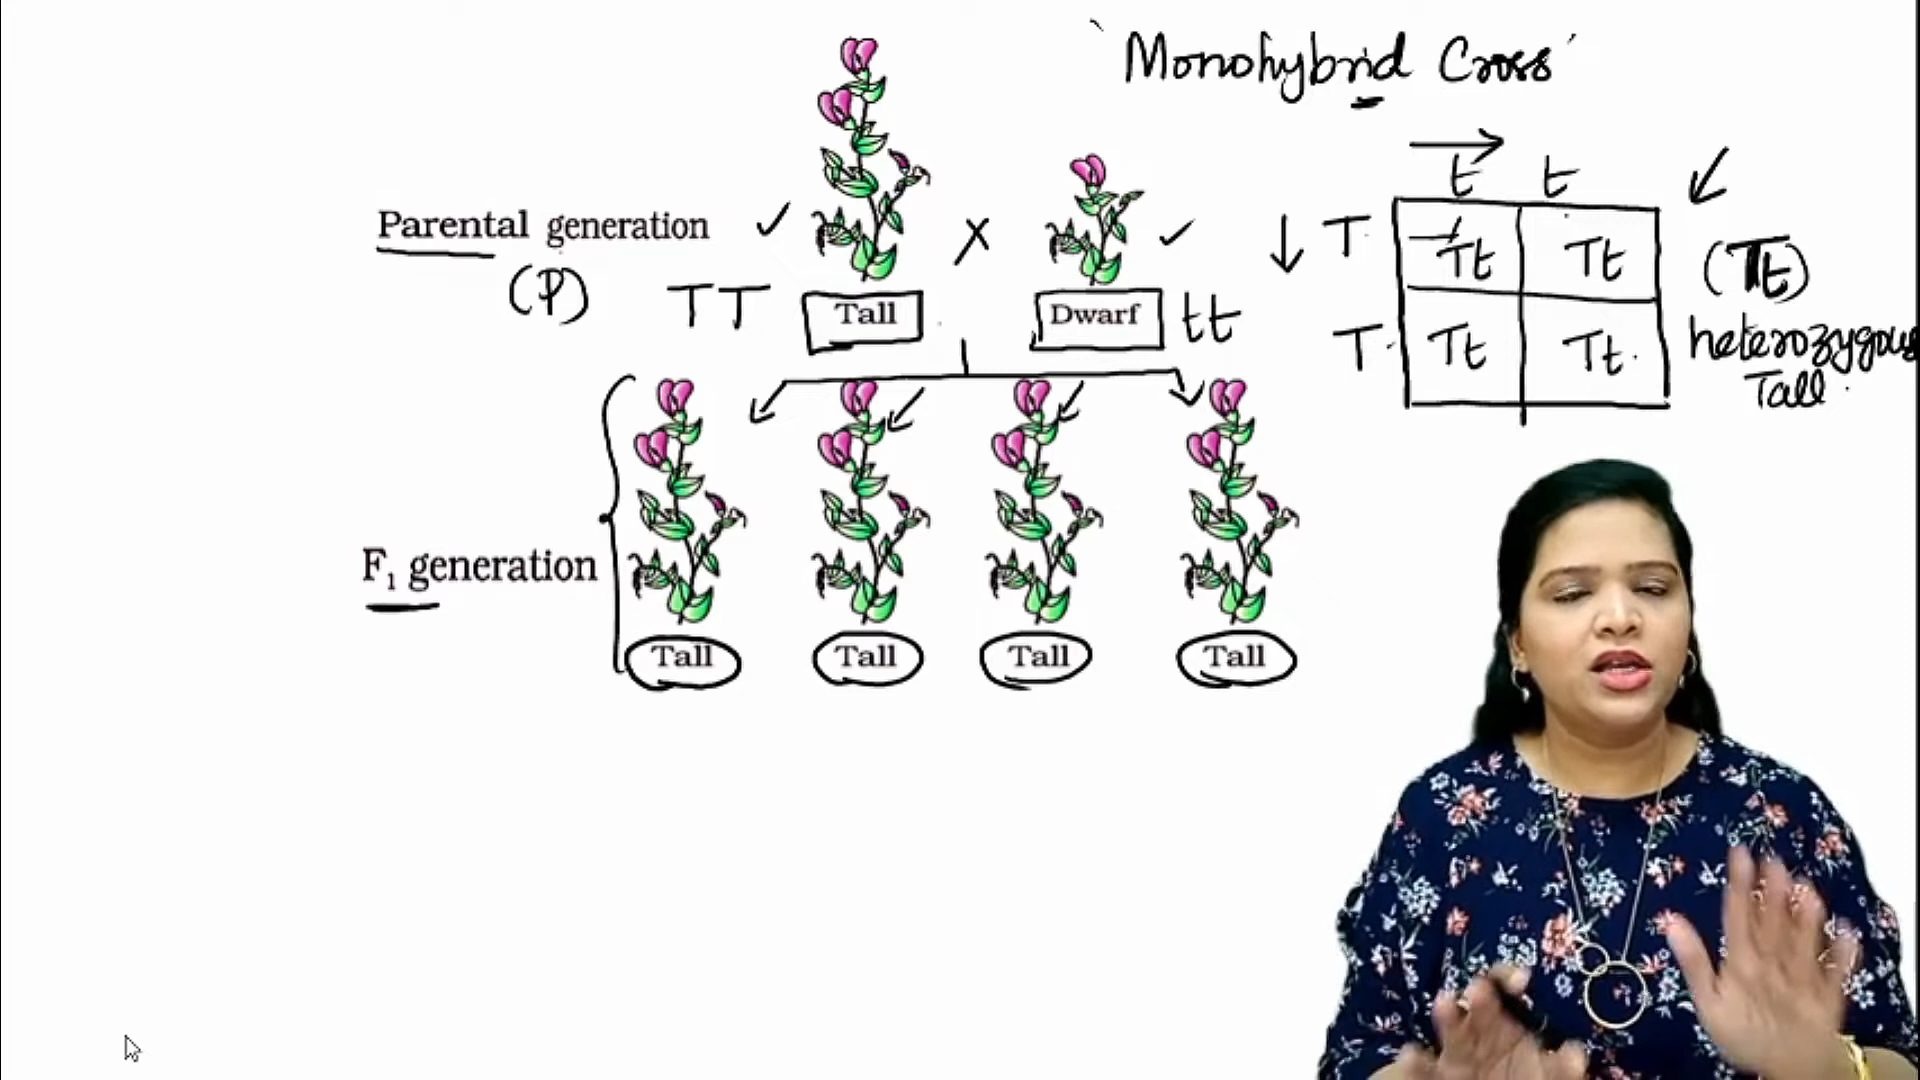 'Monohybrid Cross'
t t
Parental generation
(P)
TT
Tall
X
Dwarf
tt
T Tt Tt
T Tt Tt
(Tt)
heterozygous
Tall
F₁ generation
Tall Tall Tall Tall